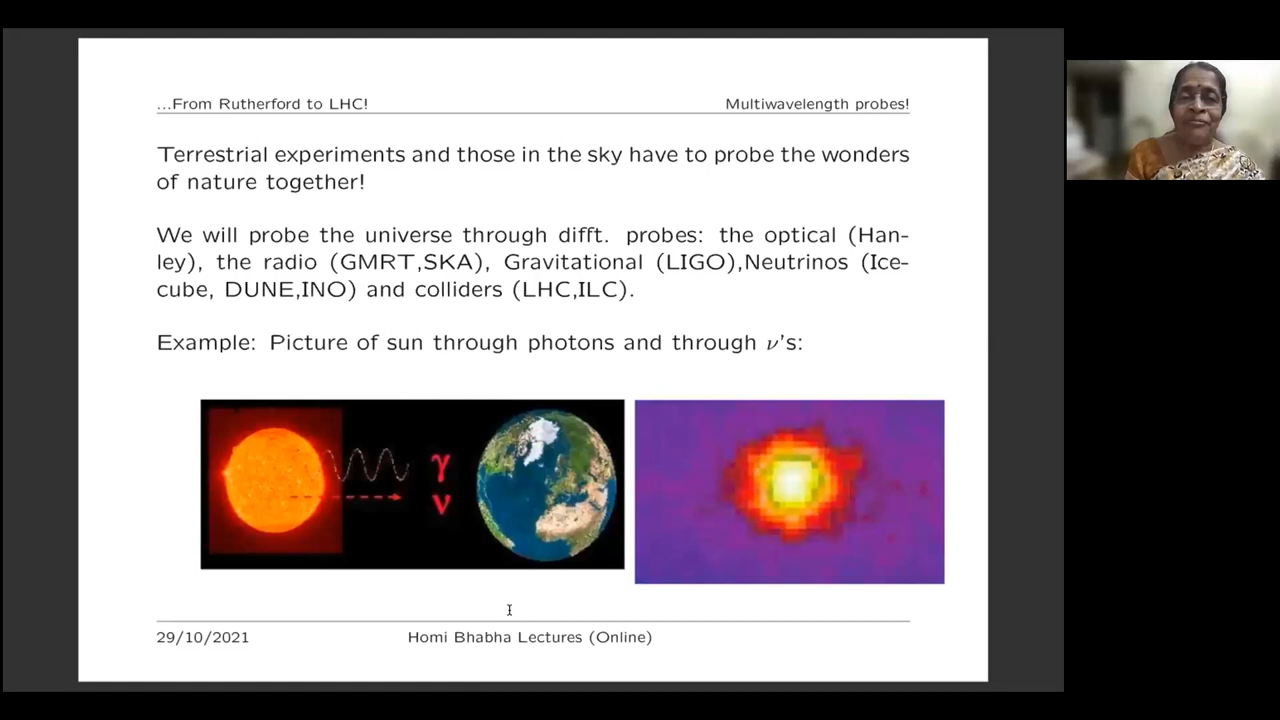 ...From Rutherford to LHC!
Multiwavelength probes!
Terrestrial experiments and those in the sky have to probe the wonders
of nature together!
We will probe the universe through difft. probes: the optical (Han-
ley), the radio (GMRT,SKA), Gravitational (LIGO),Neutrinos (Ice-
cube, DUNE,INO) and colliders (LHC,ILC).
Example: Picture of sun through photons and through ν's:
γ
ν
29/10/2021
Homi Bhabha Lectures (Online)